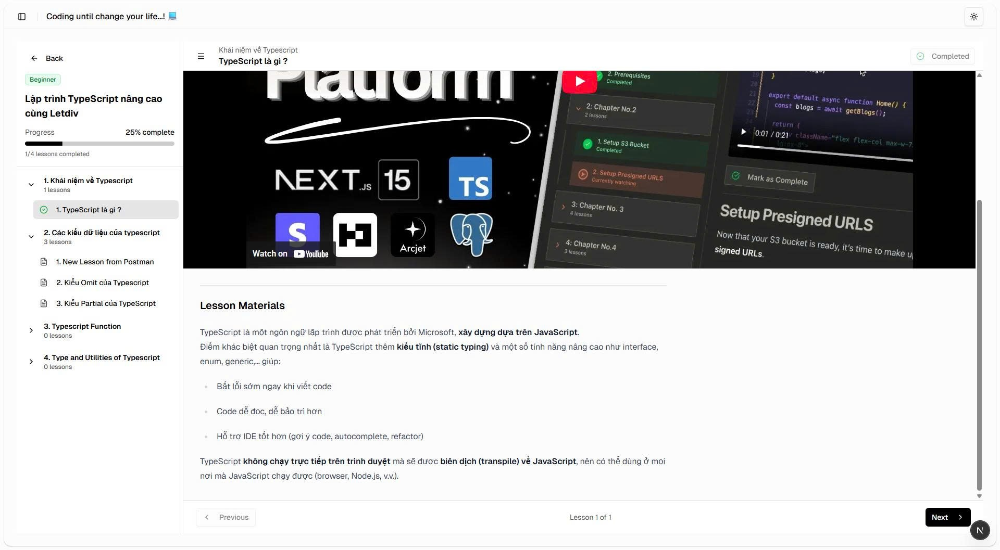 Coding until change your life...! 💻
Back
Beginner
Lập trình TypeScript nâng cao
cùng Letdiv
Progress 25% complete
1/4 lessons completed
1. Khái niệm về Typescript
1 lessons
1. TypeScript là gì ?
2. Các kiểu dữ liệu của typescript
3 lessons
1. New Lesson from Postman
2. Kiểu Omit của Typescript
3. Kiểu Partial của TypeScript
3. Typescript Function
0 lessons
4. Type and Utilities of Typescript
0 lessons
Khái niệm về Typescript
TypeScript là gì ?
Completed
Platform
NEXT.JS 15
TS
S
Arcjet
Watch on YouTube
2. Prerequisites
Completed
2: Chapter No.2
2 lessons
1. Setup S3 Bucket
Completed
2. Setup Presigned URLS
Currently watching
3: Chapter No. 3
4 lessons
4: Chapter No.4
3 lessons
19 }
20
21 export default async function Home() {
22 const blogs = await getBlogs();
23
return (
className="flex flex-col max-w-7
0:01 / 0:21
Mark as Complete
Setup Presigned URLS
Now that your S3 bucket is ready, it's time to make
signed URLs.
Lesson Materials
TypeScript là một ngôn ngữ lập trình được phát triển bởi Microsoft, xây dựng dựa trên JavaScript.
Điểm khác biệt quan trọng nhất là TypeScript thêm kiểu tĩnh (static typing) và một số tính năng nâng cao như interface,
enum, generic,... giúp:
Bắt lỗi sớm ngay khi viết code
Code dễ đọc, dễ bảo trì hơn
Hỗ trợ IDE tốt hơn (gợi ý code, autocomplete, refactor)
TypeScript không chạy trực tiếp trên trình duyệt mà sẽ được biên dịch (transpile) về JavaScript, nên có thể dùng ở mọi
nơi mà JavaScript chạy được (browser, Node.js, v.v.).
Previous
Lesson 1 of 1
Next
N